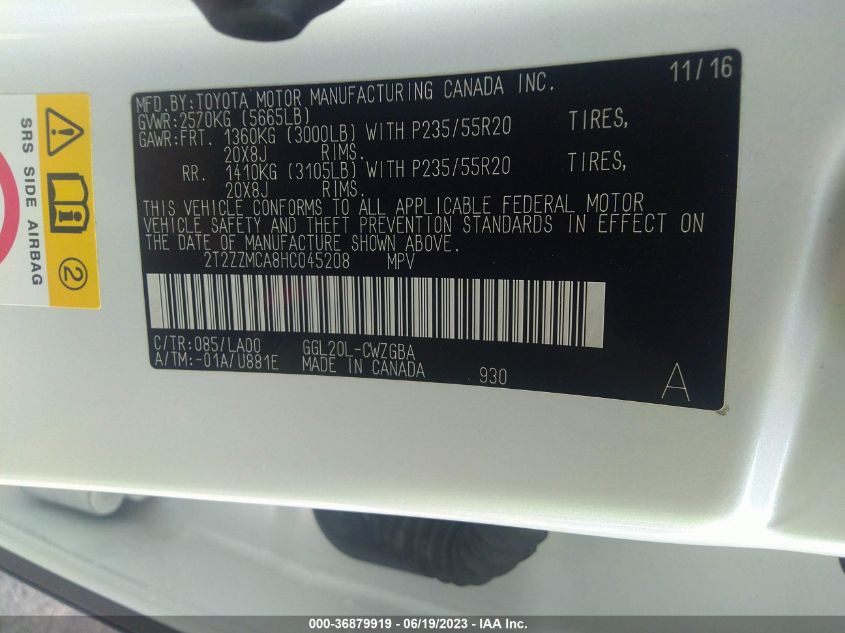 11/16
MFD.BY:TOYOTA MOTOR MANUFACTURING CANADA INC.
GVWR:2570KG (5665LB)
GAWR:FRT. 1360KG (3000LB) WITH P235/55R20 TIRES,
20X8J RIMS.
RR. 1410KG (3105LB) WITH P235/55R20 TIRES,
20X8J RIMS.
THIS VEHICLE CONFORMS TO ALL APPLICABLE FEDERAL MOTOR
VEHICLE SAFETY AND THEFT PREVENTION STANDARDS IN EFFECT ON
THE DATE OF MANUFACTURE SHOWN ABOVE.
2T2ZZMCA8HC045208 MPV
C/TR:085/LA00 GGL20L-CWZGBA
A/TM:-01A/U881E MADE IN CANADA 930
A
SRS SIDE AIRBAG
2
000-36879919 - 06/19/2023 - IAA Inc.